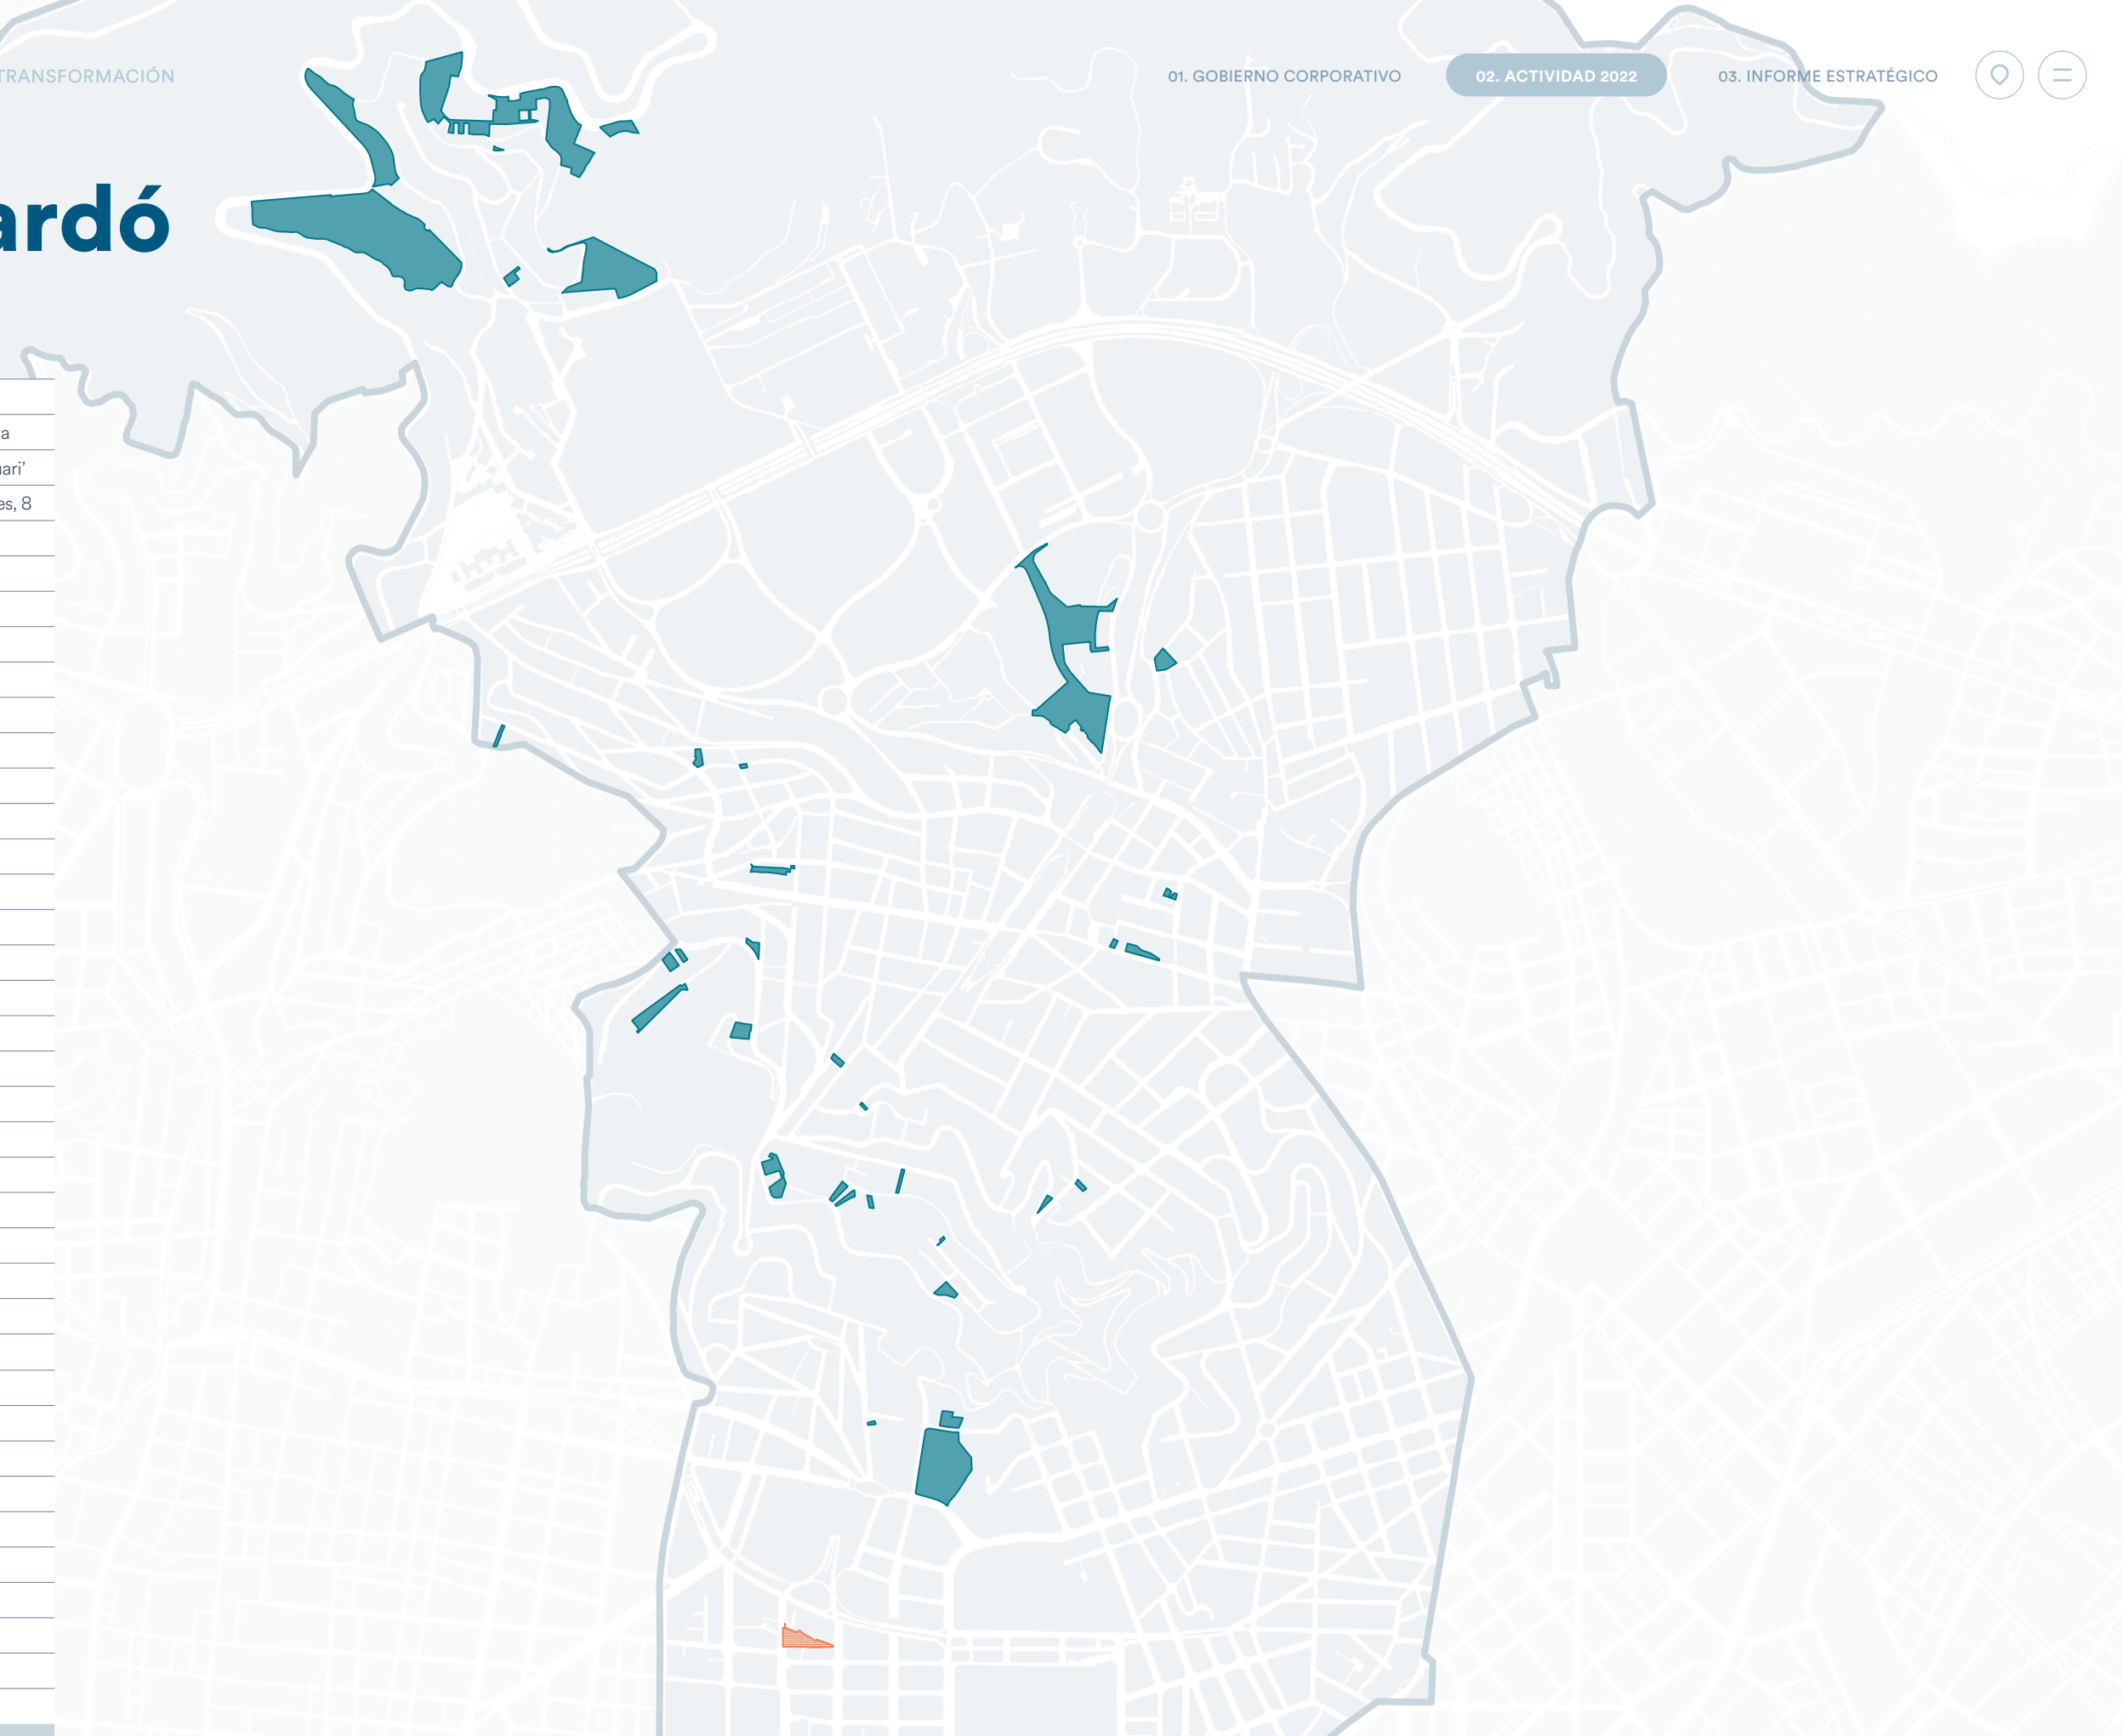 TRANSFORMACIÓN
01. GOBIERNO CORPORATIVO
02. ACTIVIDAD 2022
03. INFORME ESTRATÉGICO
ardó
a
ari’
es, 8